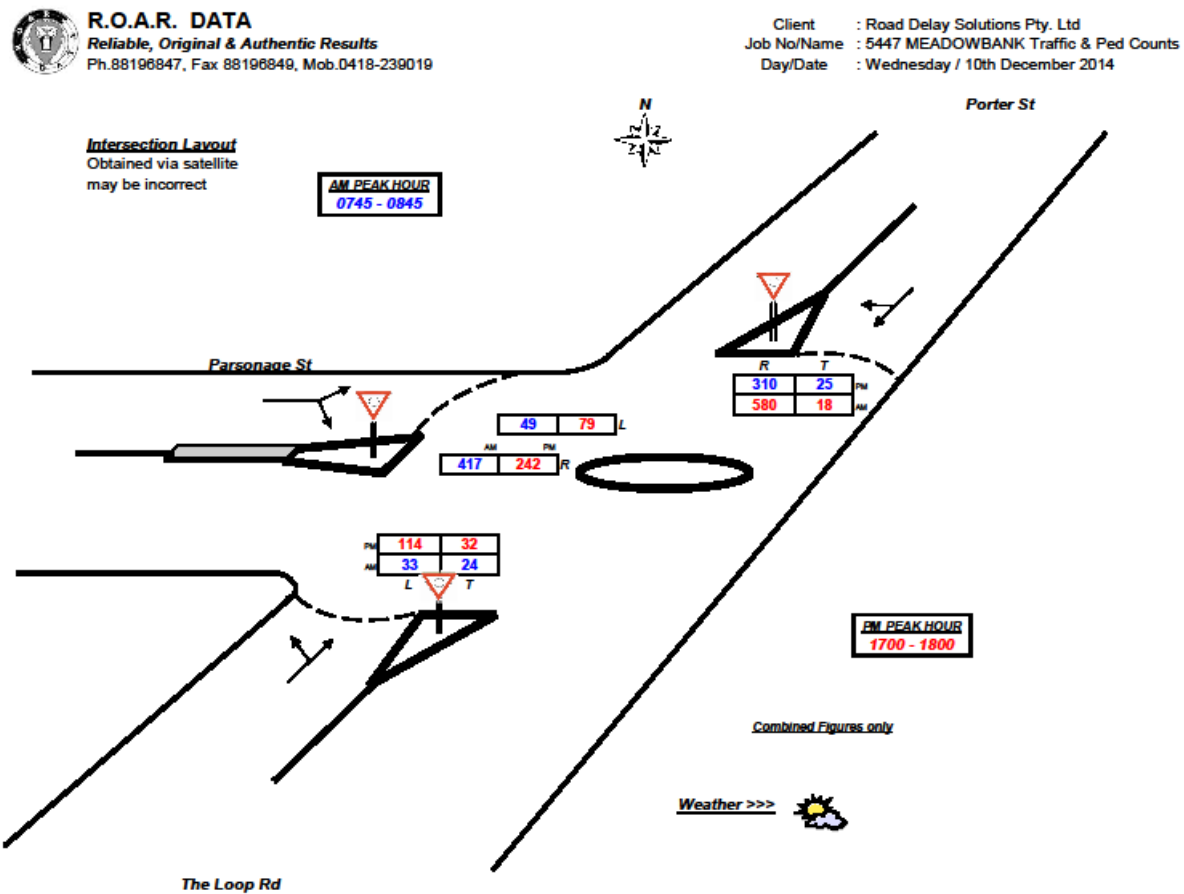 R.O.A.R. DATA
Reliable, Original & Authentic Results
Ph.88196847, Fax 88196849, Mob.0418-239019
Client : Road Delay Solutions Pty. Ltd
Job No/Name : 5447 MEADOWBANK Traffic & Ped Counts
Day/Date : Wednesday / 10th December 2014
N
Porter St
Intersection Layout
Obtained via satellite
may be incorrect
AM PEAK HOUR
0745 - 0845
Parsonage St
R T
310 25 PM
580 18 AM
49 79 L
AM PM
417 242 R
PM 114 32
AM 33 24
L T
PM PEAK HOUR
1700 - 1800
Combined Figures only
Weather >>>
The Loop Rd